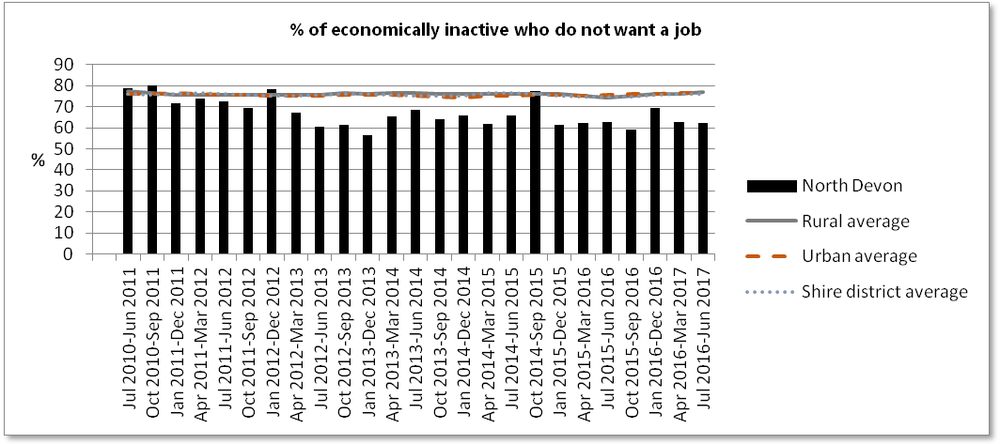 % of economically inactive who do not want a job
90
80
70
60
50
40
30
20
10
0
%
Jul 2010-Jun 2011
Oct 2010-Sep 2011
Jan 2011-Dec 2011
Apr 2011-Mar 2012
Jul 2011-Jun 2012
Oct 2011-Sep 2012
Jan 2012-Dec 2012
Apr 2012-Mar 2013
Jul 2012-Jun 2013
Oct 2012-Sep 2013
Jan 2013-Dec 2013
Apr 2013-Mar 2014
Jul 2013-Jun 2014
Oct 2013-Sep 2014
Jan 2014-Dec 2014
Apr 2014-Mar 2015
Jul 2014-Jun 2015
Oct 2014-Sep 2015
Jan 2015-Dec 2015
Apr 2015-Mar 2016
Jul 2015-Jun 2016
Oct 2015-Sep 2016
Jan 2016-Dec 2016
Apr 2016-Mar 2017
Jul 2016-Jun 2017
North Devon
Rural average
Urban average
Shire district average